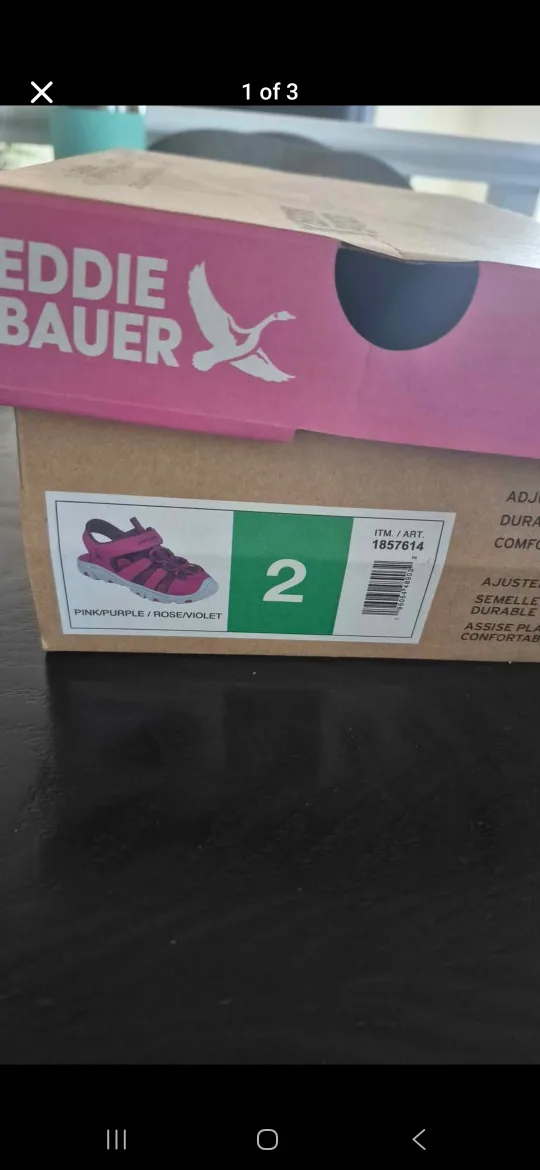 1 of 3
EDDIE
BAUER
PINK/PURPLE / ROSE/VIOLET
2
ITM. / ART.
1857614
ADJU
DURA
COMFO
AJUSTE
SEMELLE
DURABLE
ASSISE PLA
CONFORTAB